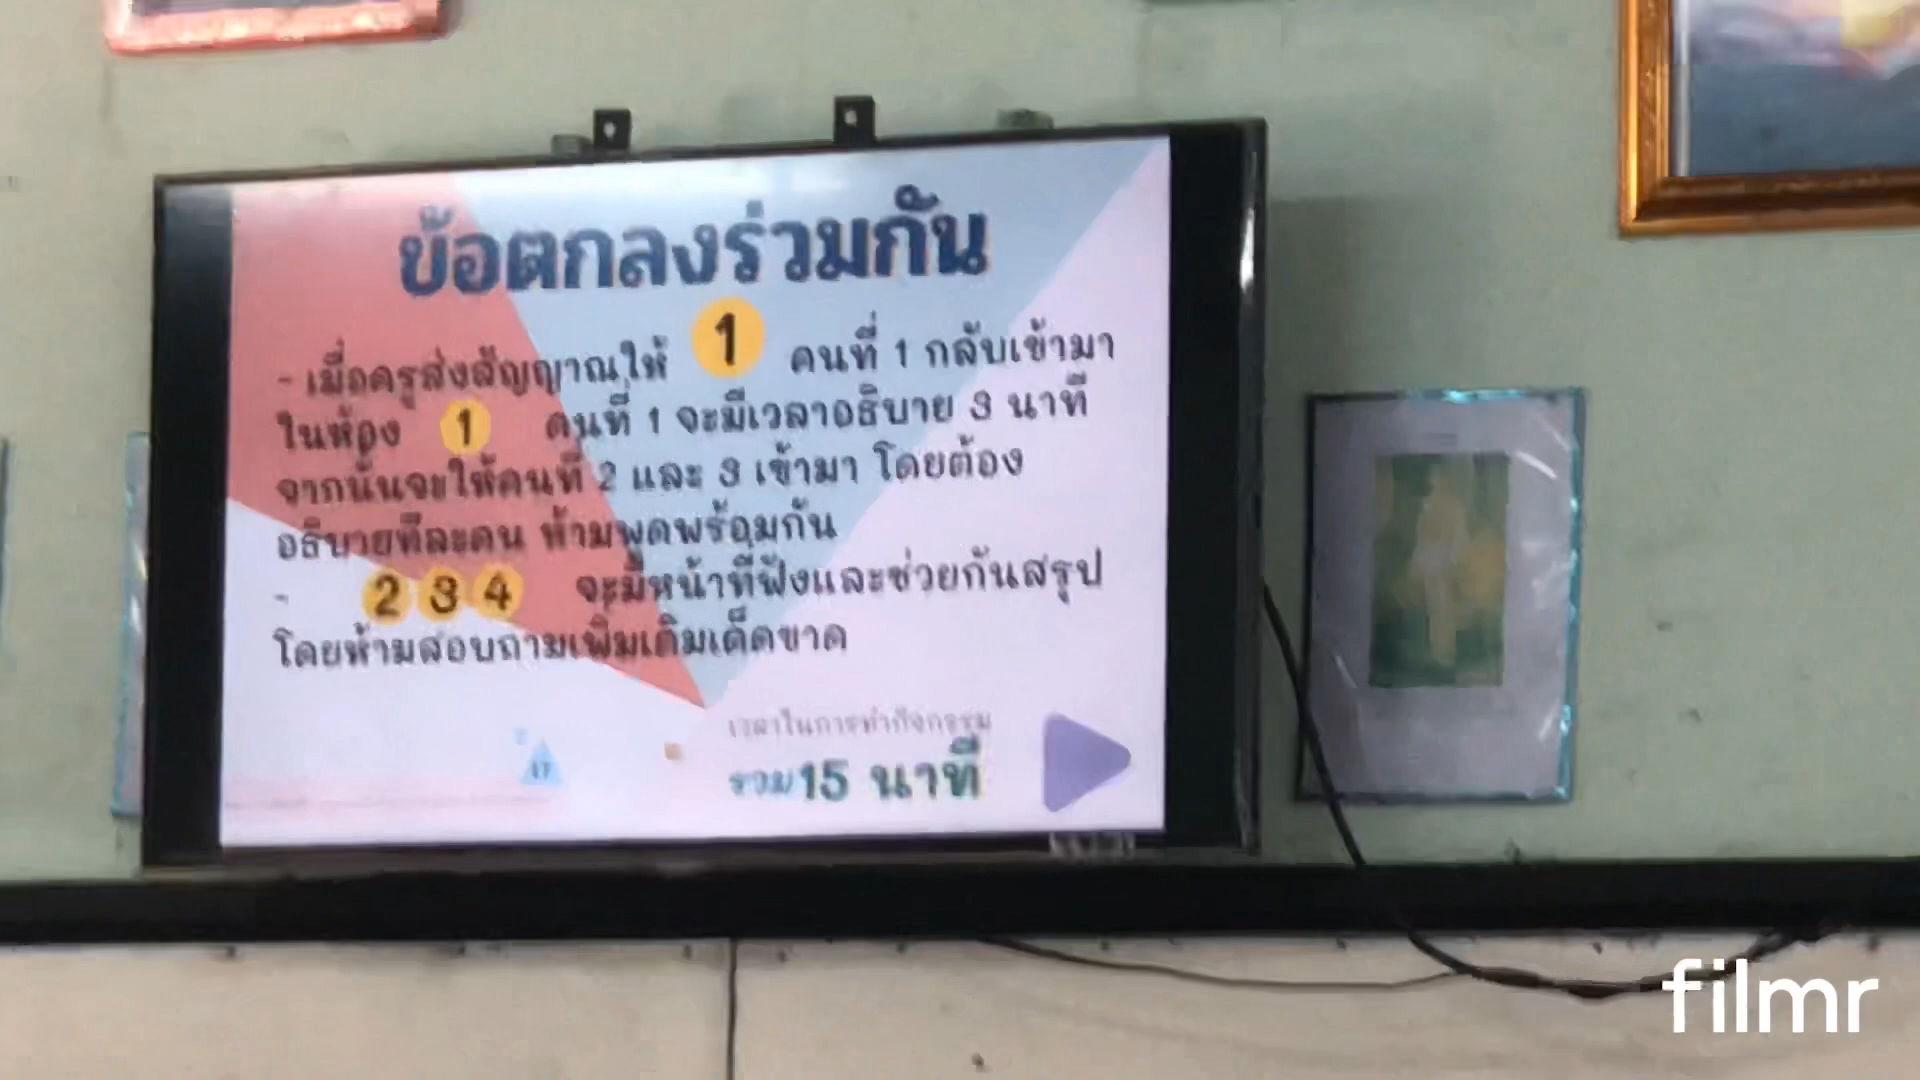 ข้อตกลงร่วมกัน
- เมื่อครูส่งสัญญาณให้ 1 คนที่ 1 กลับเข้ามา
ในห้อง 1 คนที่ 1 จะมีเวลาอธิบาย 3 นาที
จากนั้นจะให้คนที่ 2 และ 3 เข้ามา โดยต้อง
อธิบายทีละคน ห้ามพูดพร้อมกัน
- 2 3 4 จะมีหน้าที่ฟังและช่วยกันสรุป
โดยห้ามสอบถามเพิ่มเติมเด็ดขาด
เวลาในการทำกิจกรรม
รวม 15 นาที
17
filmr